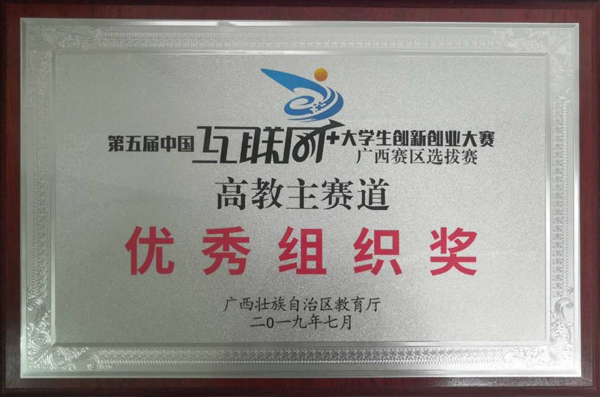 第五届中国互联网+大学生创新创业大赛
广西赛区选拔赛
高教主赛道
优秀组织奖
广西壮族自治区教育厅
二0一九年七月